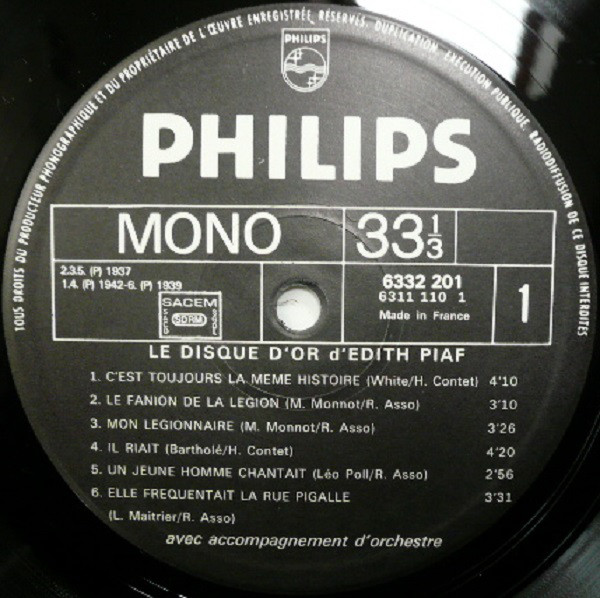 TOUS DROITS DU PRODUCTEUR PHONOGRAPHIQUE ET DU PROPRIÉTAIRE DE L'ŒUVRE ENREGISTRÉE RÉSERVÉS. DUPLICATION - EXÉCUTION PUBLIQUE, RADIODIFFUSION DE CE DISQUE INTERDITES
PHILIPS
PHILIPS
MONO
33 1/3
2.3.5. (P) 1937
1.4. (P) 1942-6. (P) 1939
SACEM
SDRM
6332 201
6311 110 1
Made in France
1
LE DISQUE D'OR d'EDITH PIAF
1. C'EST TOUJOURS LA MEME HISTOIRE (White/H. Contet) 4'10
2. LE FANION DE LA LEGION (M. Monnot/R. Asso) 3'10
3. MON LEGIONNAIRE (M. Monnot/R. Asso) 3'26
4. IL RIAIT (Bartholé/H. Contet) 4'20
5. UN JEUNE HOMME CHANTAIT (Léo Poll/R. Asso) 2'56
6. ELLE FREQUENTAIT LA RUE PIGALLE 3'31
(L. Maitrier/R. Asso)
avec accompagnement d'orchestre